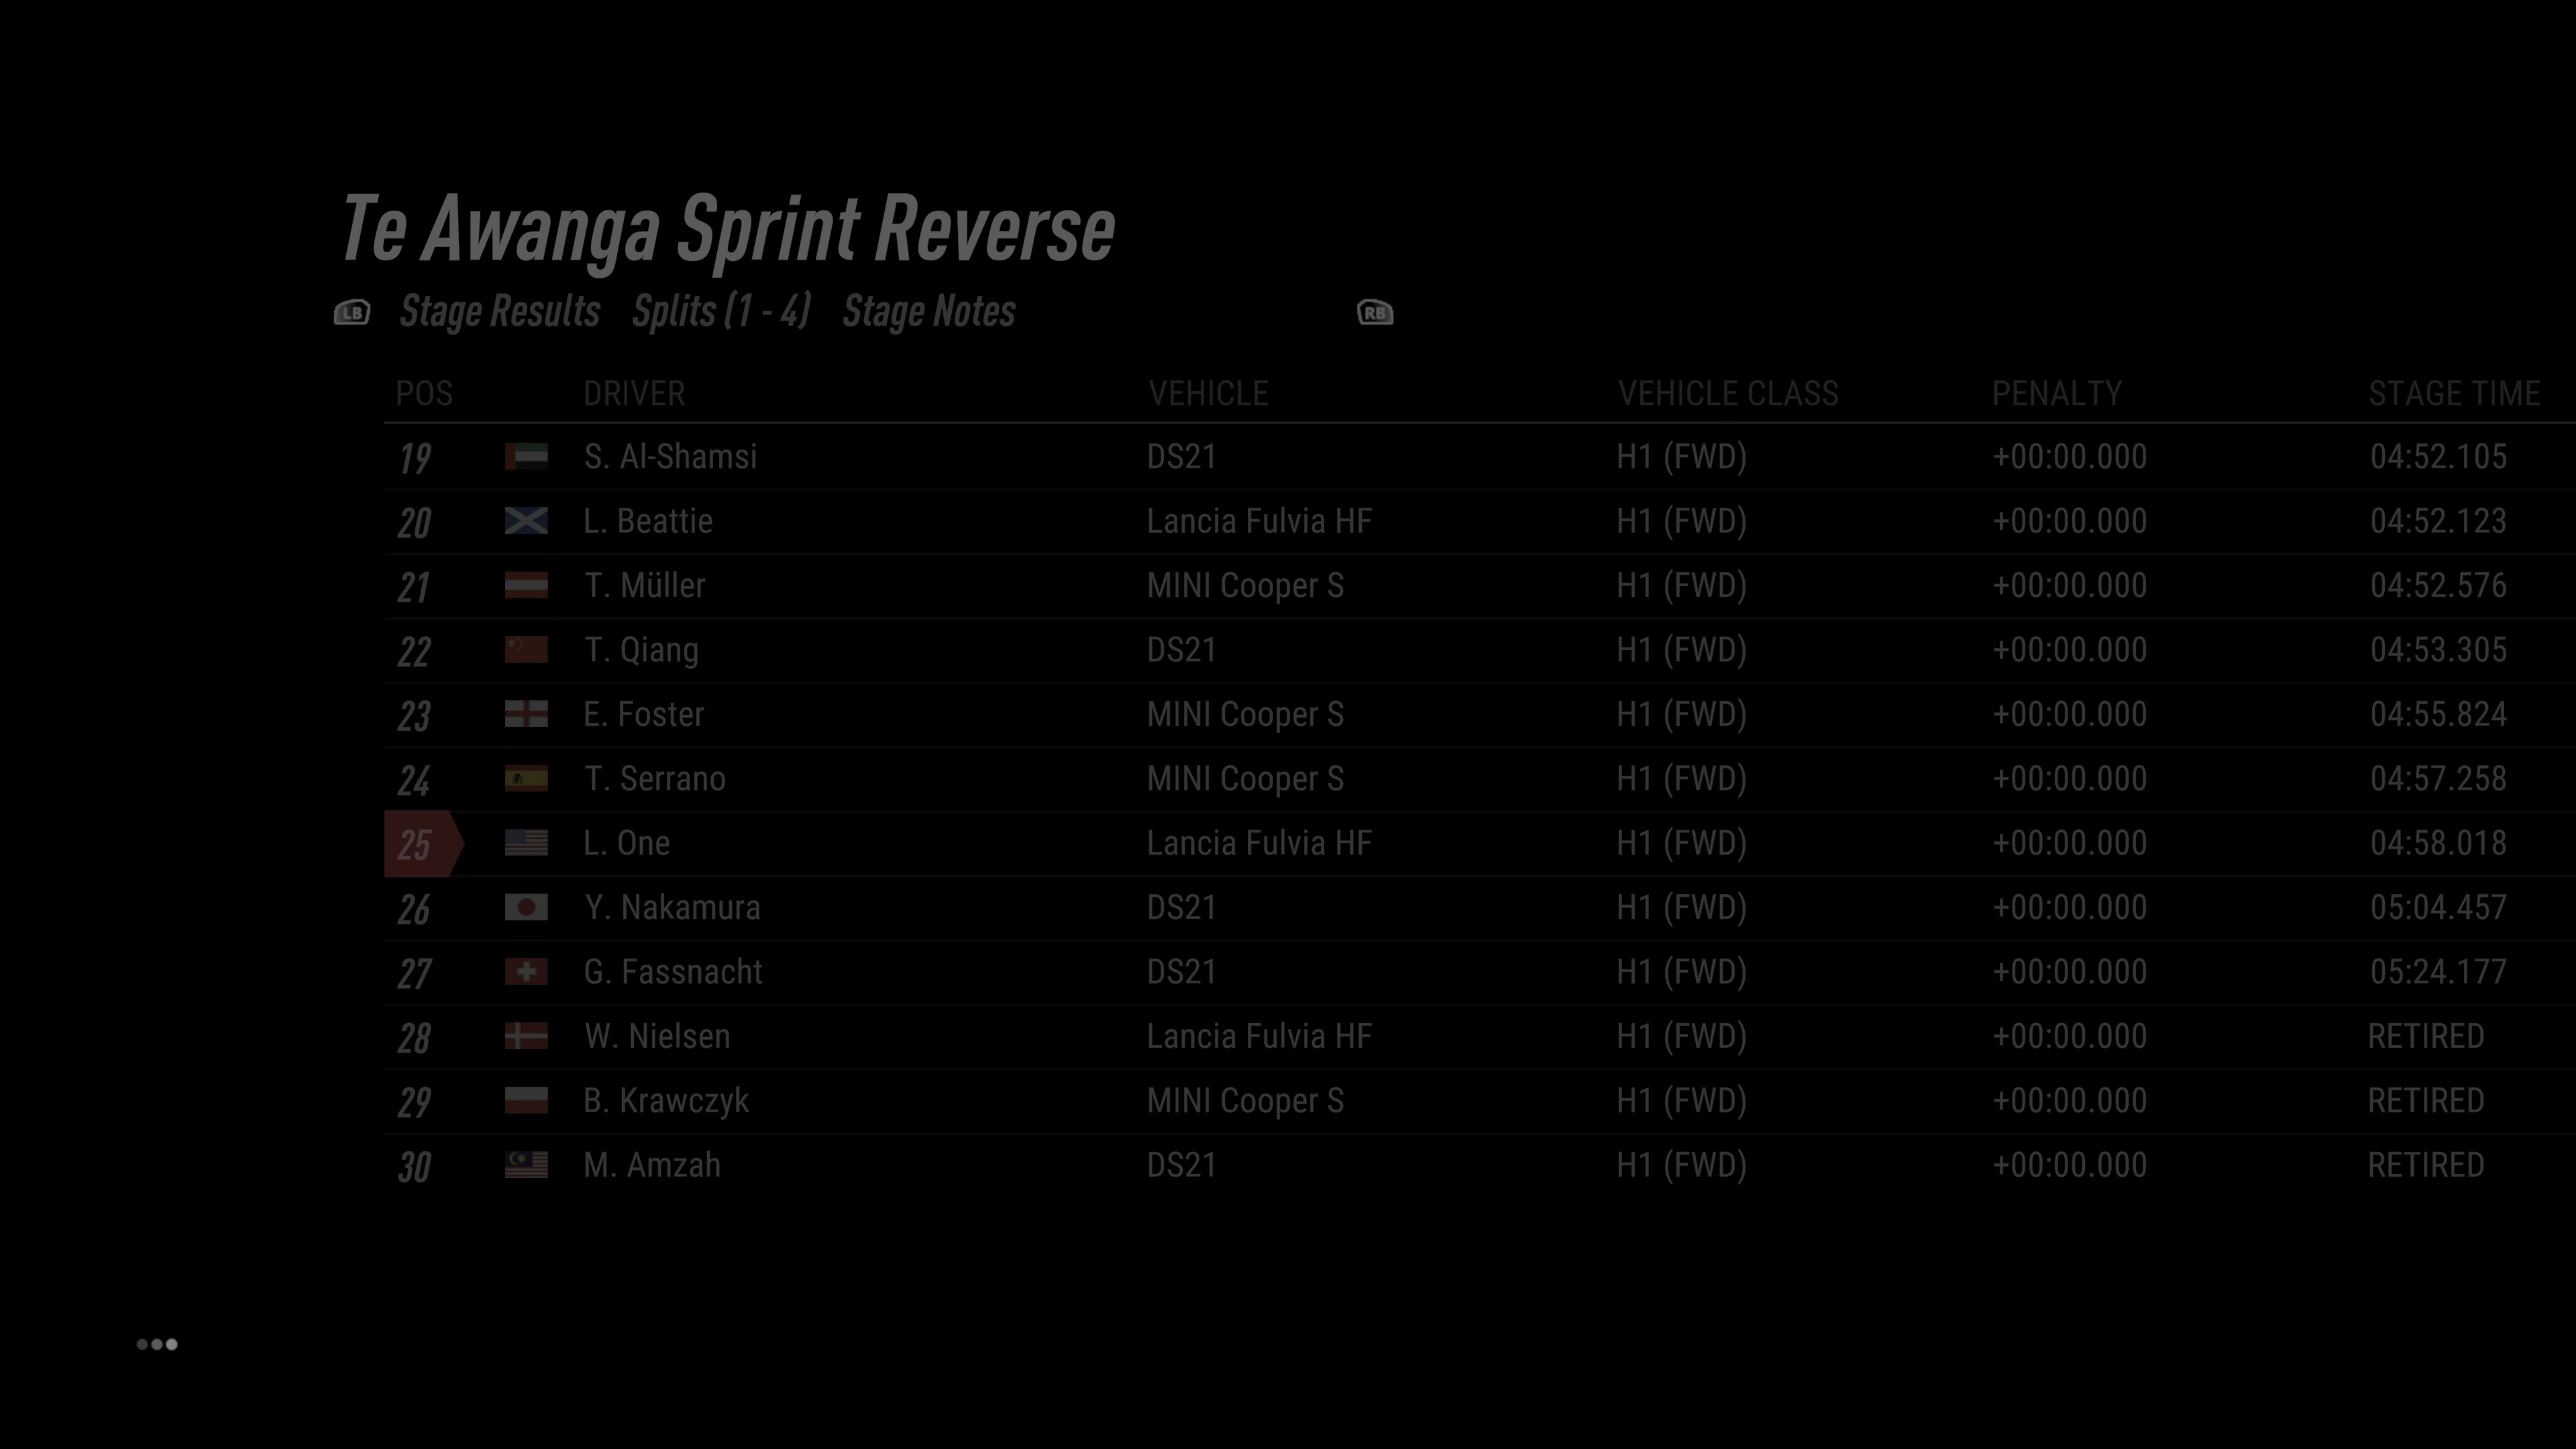 Te Awanga Sprint Reverse
LB Stage Results Splits (1 - 4) Stage Notes RB
POS DRIVER VEHICLE VEHICLE CLASS PENALTY STAGE TIME
19 S. Al-Shamsi DS21 H1 (FWD) +00:00.000 04:52.105
20 L. Beattie Lancia Fulvia HF H1 (FWD) +00:00.000 04:52.123
21 T. Müller MINI Cooper S H1 (FWD) +00:00.000 04:52.576
22 T. Qiang DS21 H1 (FWD) +00:00.000 04:53.305
23 E. Foster MINI Cooper S H1 (FWD) +00:00.000 04:55.824
24 T. Serrano MINI Cooper S H1 (FWD) +00:00.000 04:57.258
25 L. One Lancia Fulvia HF H1 (FWD) +00:00.000 04:58.018
26 Y. Nakamura DS21 H1 (FWD) +00:00.000 05:04.457
27 G. Fassnacht DS21 H1 (FWD) +00:00.000 05:24.177
28 W. Nielsen Lancia Fulvia HF H1 (FWD) +00:00.000 RETIRED
29 B. Krawczyk MINI Cooper S H1 (FWD) +00:00.000 RETIRED
30 M. Amzah DS21 H1 (FWD) +00:00.000 RETIRED